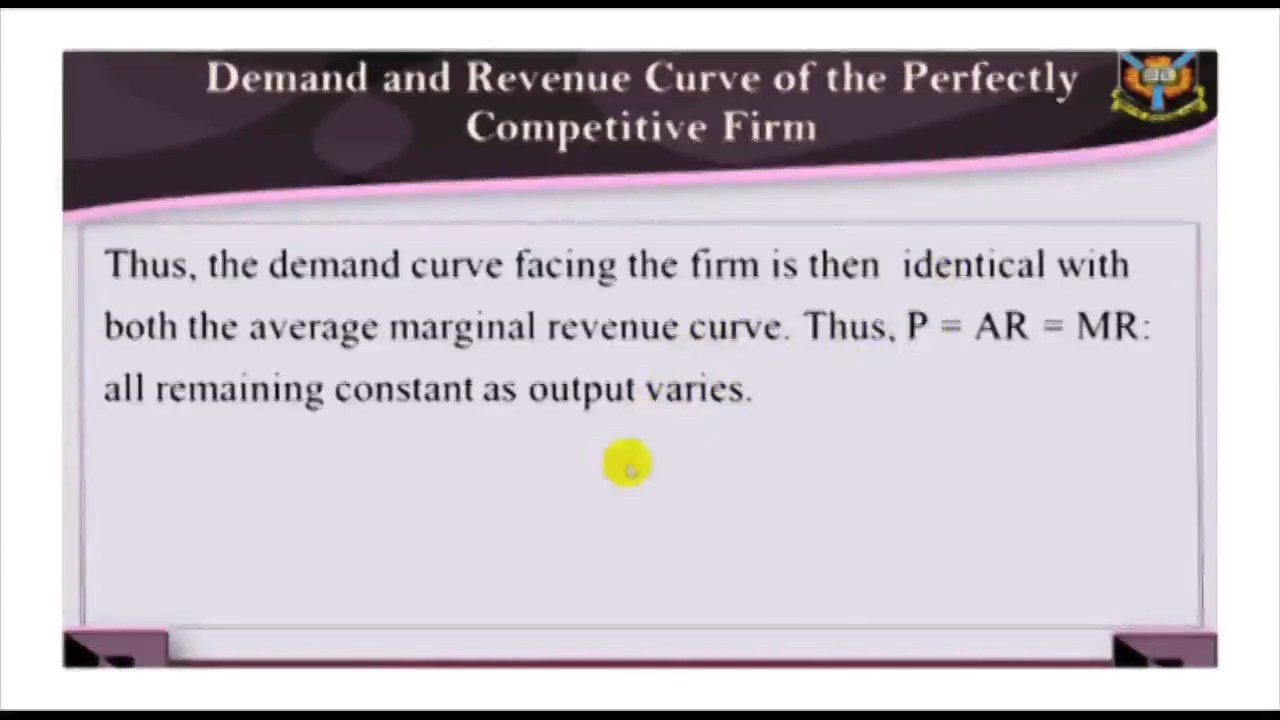 Demand and Revenue Curve of the Perfectly
Competitive Firm
Thus, the demand curve facing the firm is then identical with
both the average marginal revenue curve. Thus, P = AR = MR:
all remaining constant as output varies.